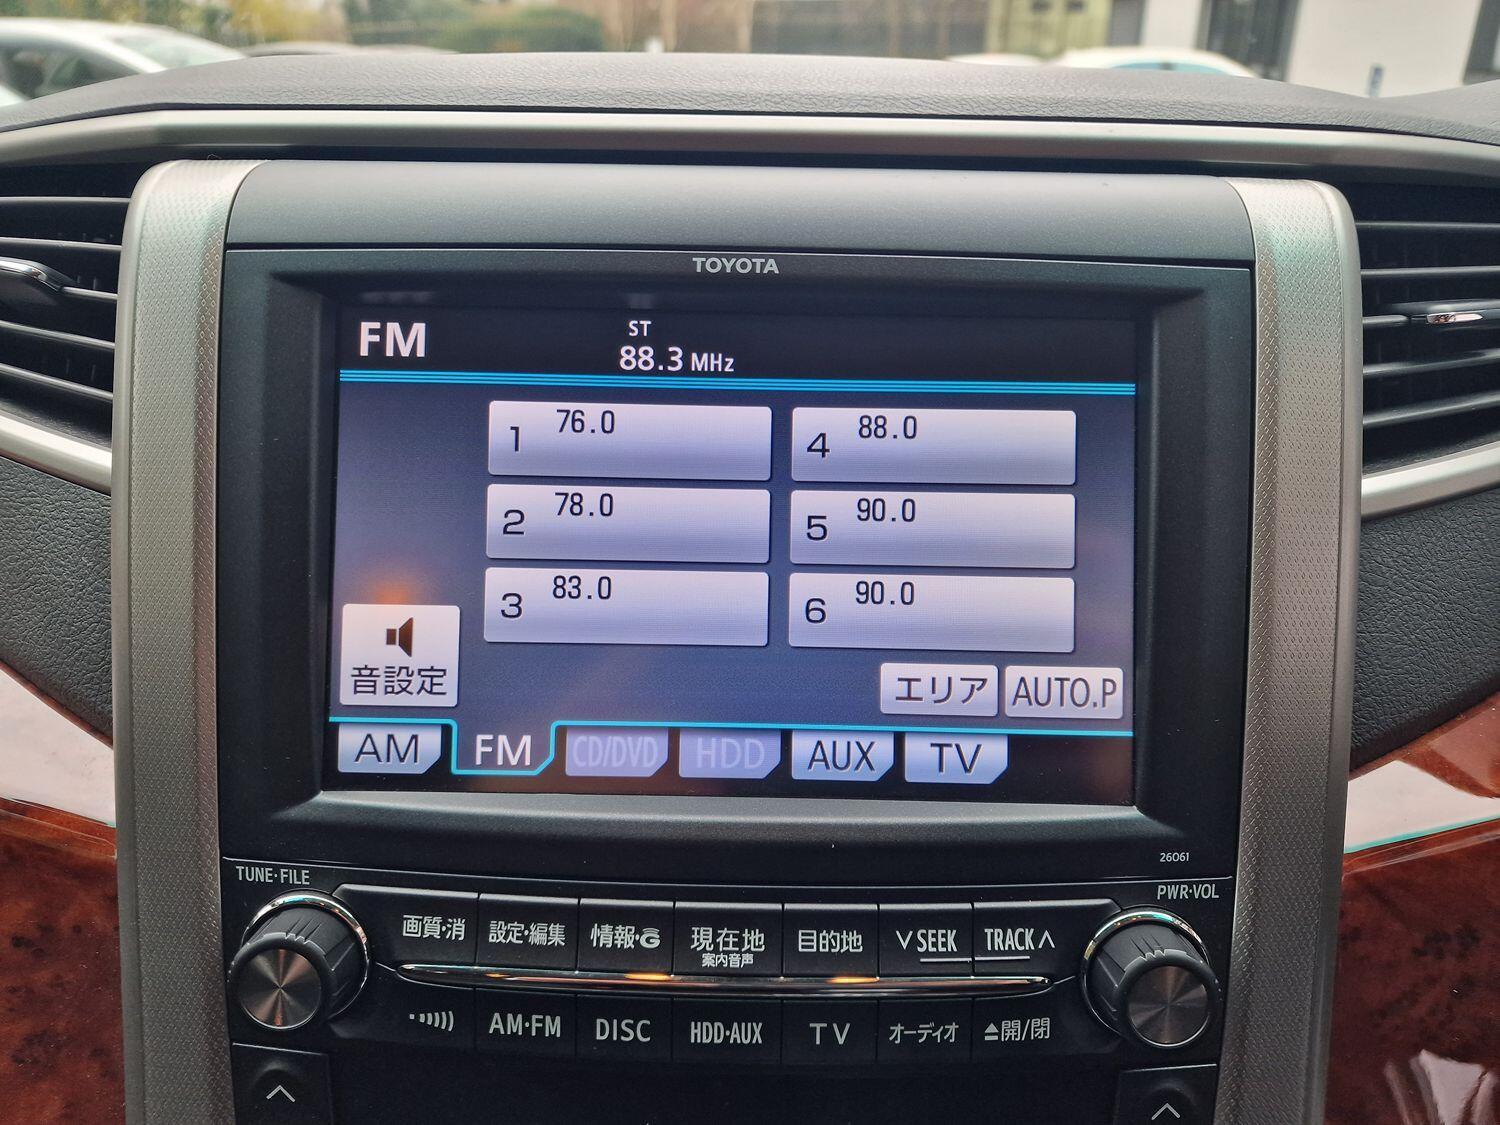 TOYOTA
FM
ST
88.3 MHz
1 76.0
4 88.0
2 78.0
5 90.0
3 83.0
6 90.0
音設定
エリア
AUTO.P
AM
FM
CD/DVD
HDD
AUX
TV
26061
TUNE·FILE
PWR·VOL
画質·消
設定·編集
情報·G
現在地
案内音声
目的地
∨ SEEK
TRACK ∧
AM·FM
DISC
HDD·AUX
TV
オーディオ
⏏開/閉